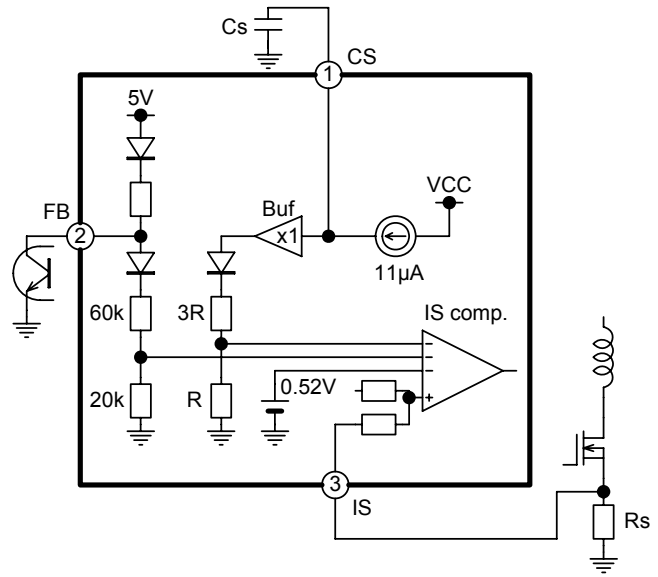 Cs
CS
1
5V
VCC
FB
Buf
2
x1
11µA
60k
3R
IS comp.
20k
R
0.52V
−
−
−
+
3
IS
Rs